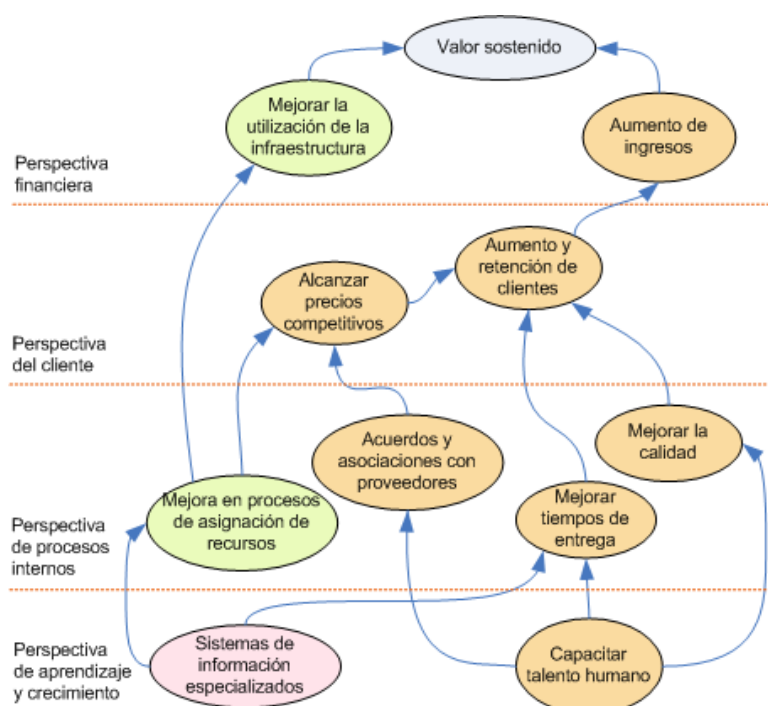 Valor sostenido
Mejorar la
utilización de la
infraestructura
Aumento de
ingresos
Perspectiva
financiera
Aumento y
retención de
clientes
Alcanzar
precios
competitivos
Perspectiva
del cliente
Acuerdos y
asociaciones con
proveedores
Mejorar la
calidad
Mejora en procesos
de asignación de
recursos
Mejorar
tiempos de
entrega
Perspectiva
de procesos
internos
Sistemas de
información
especializados
Capacitar
talento humano
Perspectiva
de aprendizaje
y crecimiento